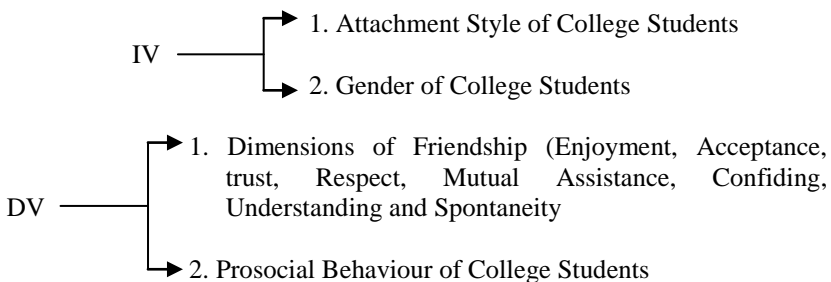 1. Attachment Style of College Students
IV
2. Gender of College Students
1. Dimensions of Friendship (Enjoyment, Acceptance,
trust, Respect, Mutual Assistance, Confiding,
Understanding and Spontaneity
DV
2. Prosocial Behaviour of College Students